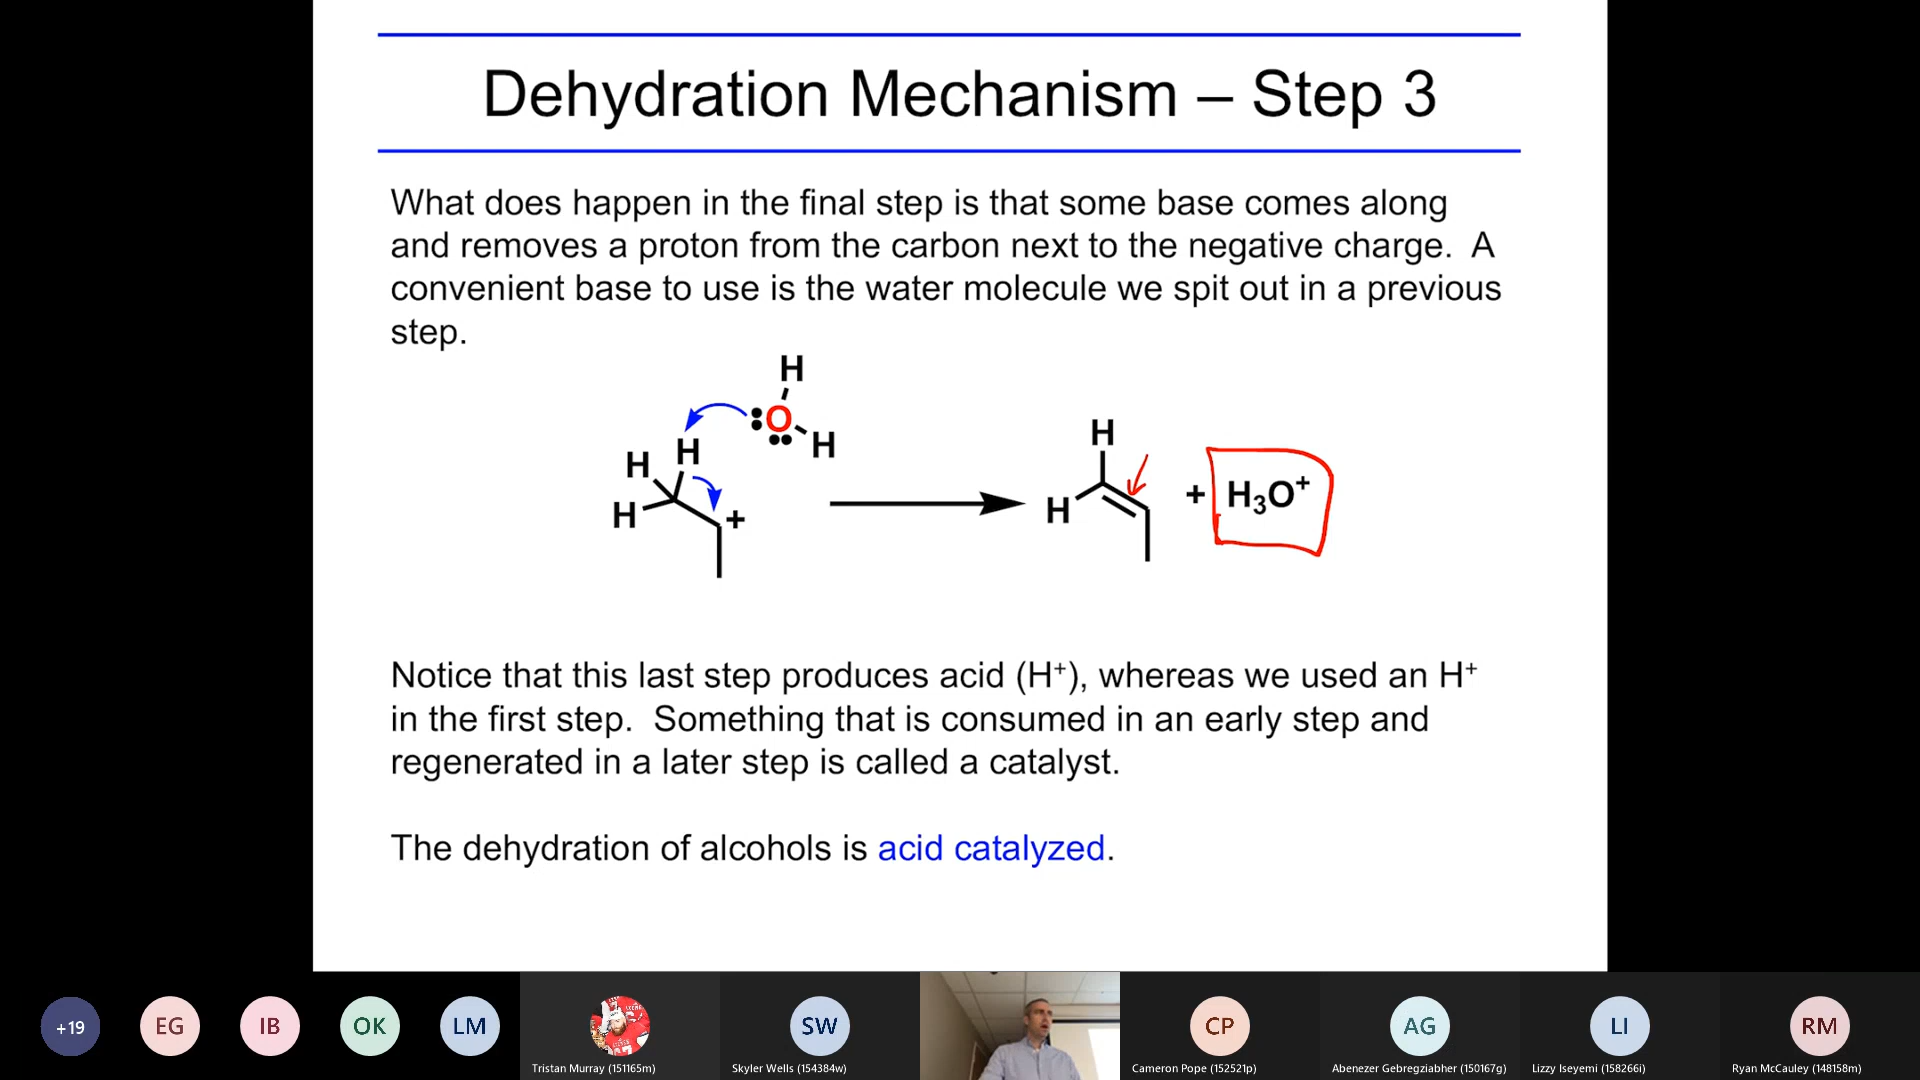 Dehydration Mechanism – Step 3
What does happen in the final step is that some base comes along
and removes a proton from the carbon next to the negative charge. A
convenient base to use is the water molecule we spit out in a previous
step.
H
O
H
H
H
H
+
H
H
+ H₃O⁺
Notice that this last step produces acid (H⁺), whereas we used an H⁺
in the first step. Something that is consumed in an early step and
regenerated in a later step is called a catalyst.
The dehydration of alcohols is acid catalyzed.
+19
EG
IB
OK
LM
SW
CP
AG
LI
RM
Tristan Murray (151165m)
Skyler Wells (154384w)
Cameron Pope (152521p)
Abenezer Gebregziabher (150167g)
Lizzy Iseyemi (158266i)
Ryan McCauley (148158m)